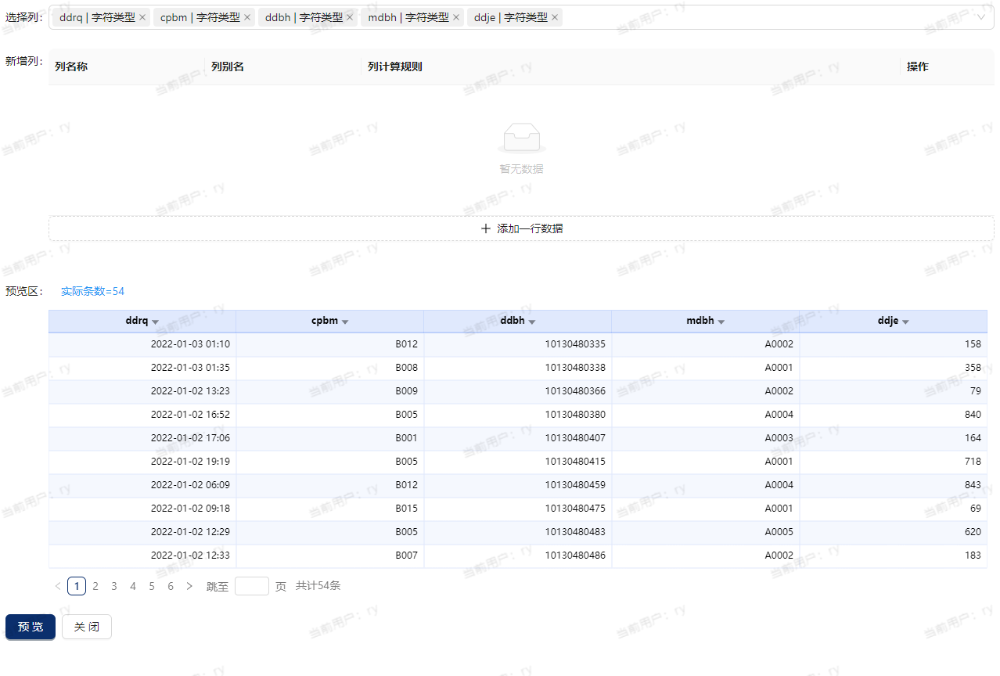 选择列: ddrq | 字符类型 × cpbm | 字符类型 × ddbh | 字符类型 × mdbh | 字符类型 × ddje | 字符类型 ×
新增列: 列名称 列别名 列计算规则 操作
暂无数据
+ 添加一行数据
预览区: 实际条数=54
ddrq cpbm ddbh mdbh ddje
2022-01-03 01:10 B012 10130480335 A0002 158
2022-01-03 01:35 B008 10130480338 A0001 358
2022-01-02 13:23 B009 10130480366 A0002 79
2022-01-02 16:52 B005 10130480380 A0004 840
2022-01-02 17:06 B001 10130480407 A0003 164
2022-01-02 19:19 B005 10130480415 A0001 718
2022-01-02 06:09 B012 10130480459 A0004 843
2022-01-02 09:18 B015 10130480475 A0001 69
2022-01-02 12:29 B005 10130480483 A0005 620
2022-01-02 12:33 B007 10130480486 A0002 183
< 1 2 3 4 5 6 > 跳至 页 共计54条
预 览 关 闭
当前用户：ry